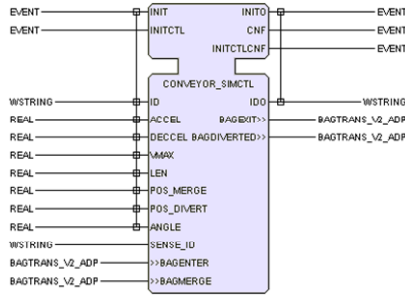 EVENT INIT INITO EVENT
EVENT INITCTL CNF EVENT
INITCTLCNF EVENT
CONVEYOR_SIMCTL
WSTRING ID IDO WSTRING
REAL ACCEL BAGEXIT>> BAGTRANS_V2_ADP
REAL DECCEL BAGDIVERTED>> BAGTRANS_V2_ADP
REAL VMAX
REAL LEN
REAL POS_MERGE
REAL POS_DIVERT
REAL ANGLE
WSTRING SENSE_ID
BAGTRANS_V2_ADP >>BAGENTER
BAGTRANS_V2_ADP >>BAGMERGE